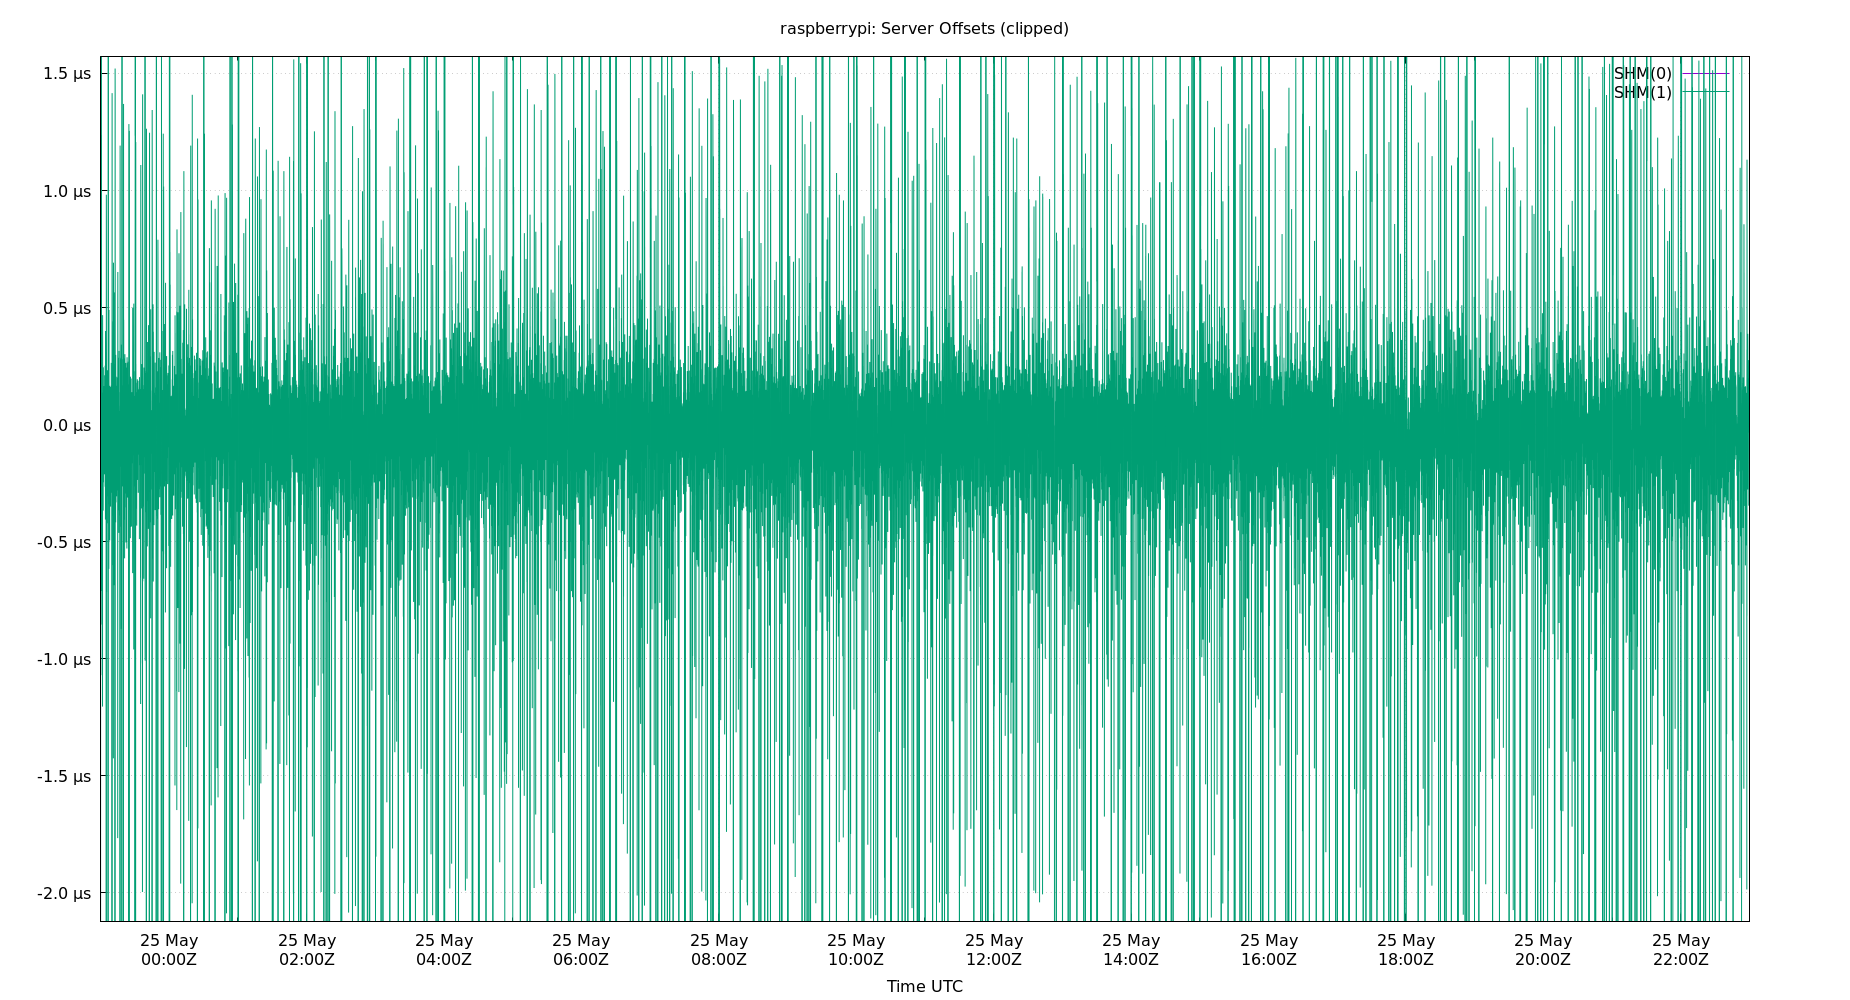 raspberrypi: Server Offsets (clipped)
SHM(0)
SHM(1)
1.5 µs
1.0 µs
0.5 µs
0.0 µs
-0.5 µs
-1.0 µs
-1.5 µs
-2.0 µs
25 May 25 May 25 May 25 May 25 May 25 May 25 May 25 May 25 May 25 May 25 May 25 May
00:00Z 02:00Z 04:00Z 06:00Z 08:00Z 10:00Z 12:00Z 14:00Z 16:00Z 18:00Z 20:00Z 22:00Z
Time UTC